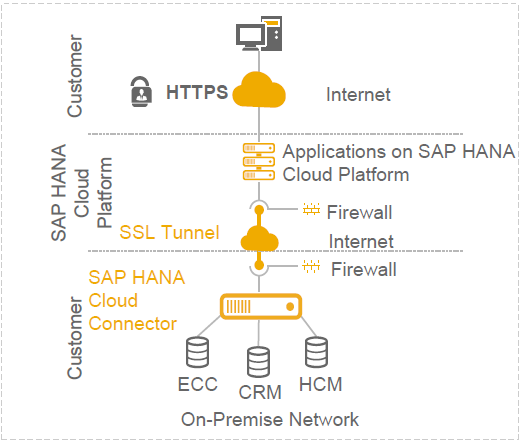 Customer
HTTPS
Internet
SAP HANA
Cloud
Platform
Applications on SAP HANA
Cloud Platform
Firewall
SSL Tunnel
Internet
Firewall
Customer
SAP HANA
Cloud
Connector
ECC
CRM
HCM
On-Premise Network